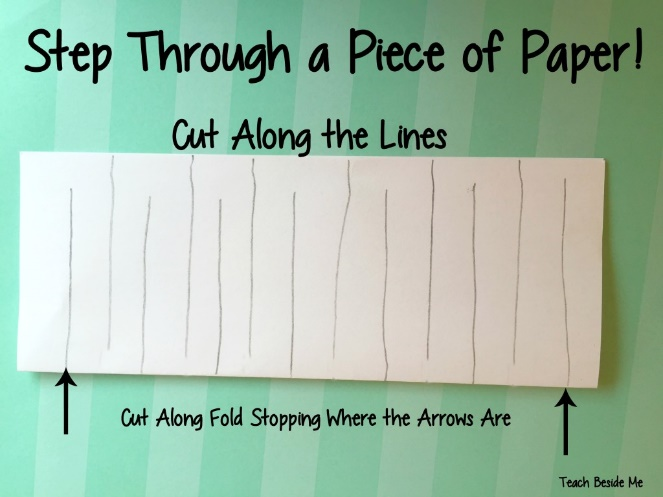 Step Through a Piece of Paper!
Cut Along the Lines
Cut Along Fold Stopping Where the Arrows Are
Teach Beside Me